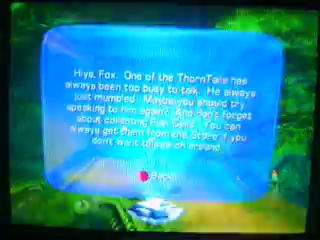 Hiya, Fox. One of the ThornTails has
always been too busy to talk. He always
just mumbled. Maybe you should try
speaking to him again? And don't forget
about collecting Fuel Cells. You can
always get them from the Store if you
don't want to search around.
Back